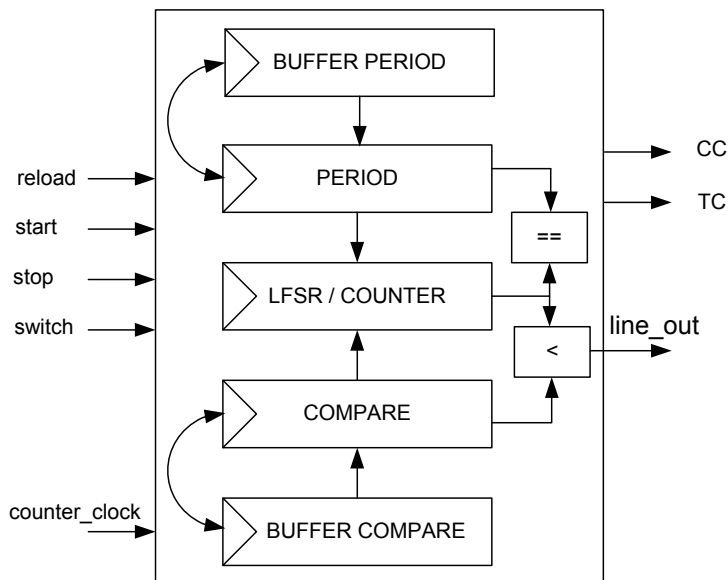 BUFFER PERIOD
PERIOD
==
LFSR / COUNTER
<
COMPARE
BUFFER COMPARE
reload
start
stop
switch
counter_clock
CC
TC
line_out